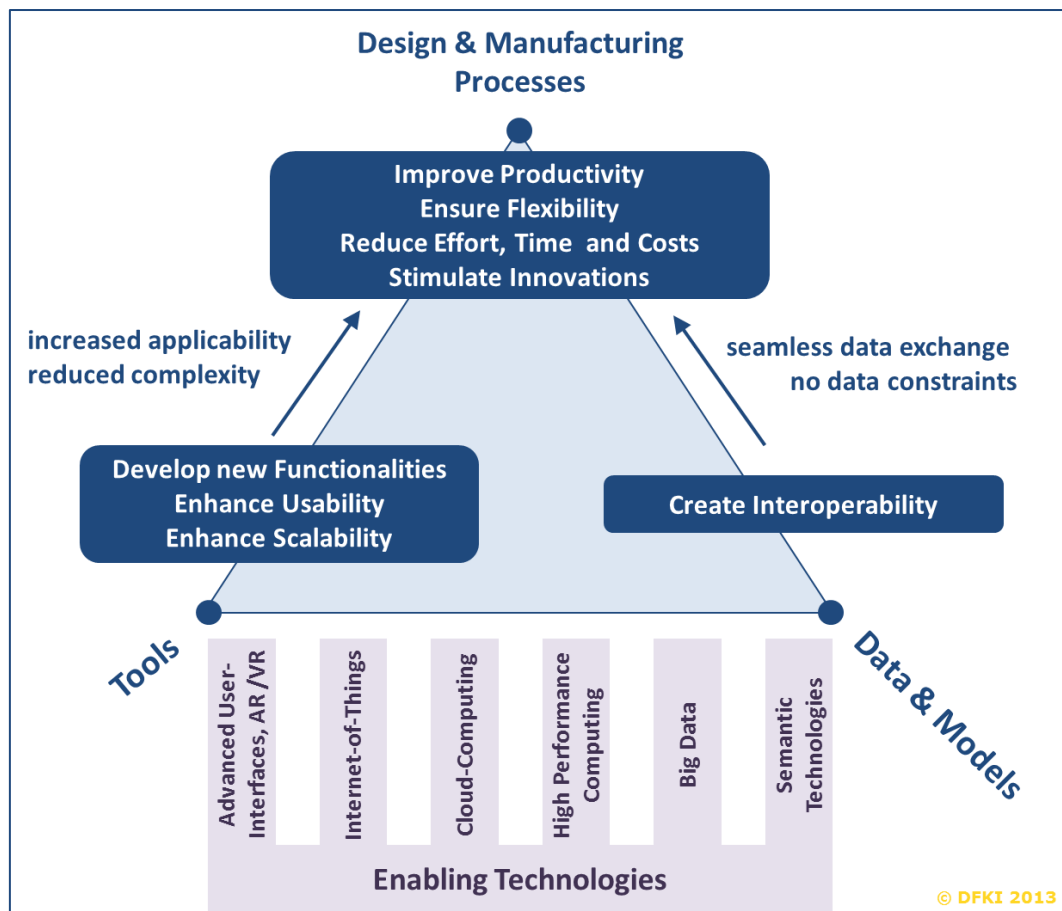 Design & Manufacturing
Processes
Improve Productivity
Ensure Flexibility
Reduce Effort, Time and Costs
Stimulate Innovations
increased applicability
reduced complexity
seamless data exchange
no data constraints
Develop new Functionalities
Enhance Usability
Enhance Scalability
Create Interoperability
Tools
Data & Models
Advanced User-
Interfaces, AR /VR
Internet-of-Things
Cloud-Computing
High Performance
Computing
Big Data
Semantic
Technologies
Enabling Technologies
© DFKI 2013